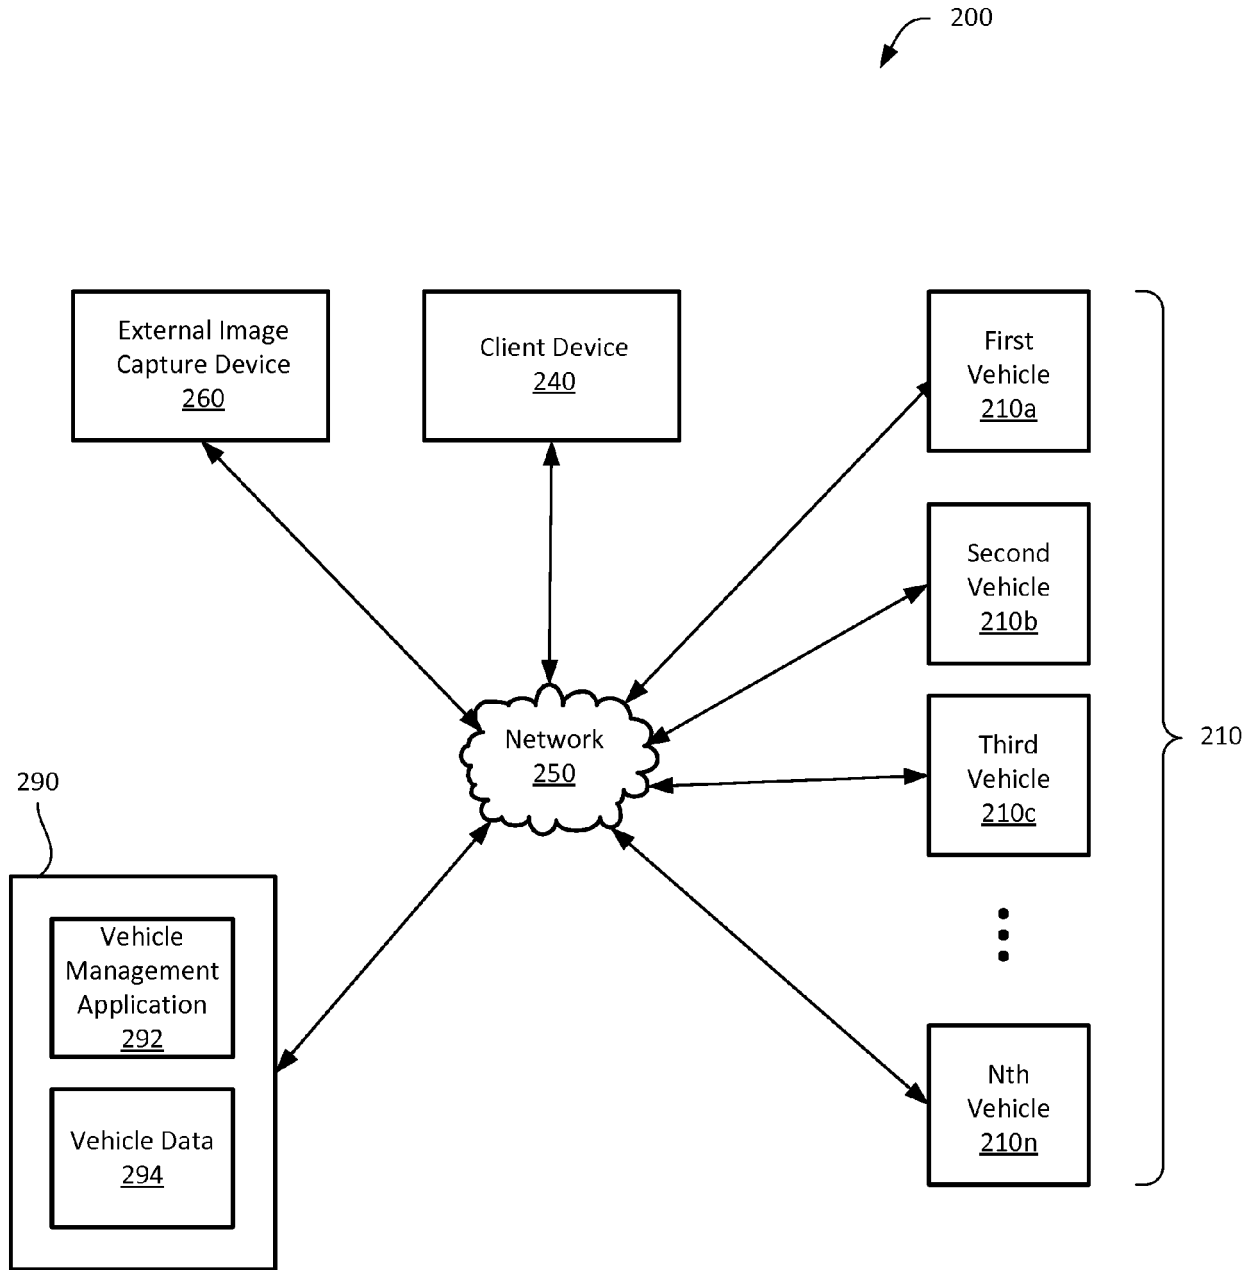 200
External Image
Capture Device
260
Client Device
240
First
Vehicle
210a
Second
Vehicle
210b
Network
250
Third
Vehicle
210c
210
290
Vehicle
Management
Application
292
Vehicle Data
294
Nth
Vehicle
210n